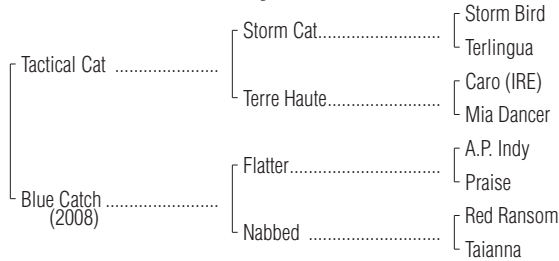 Storm Bird
Storm Cat
Terlingua
Tactical Cat
Caro (IRE)
Terre Haute
Mia Dancer
A.P. Indy
Flatter
Praise
Blue Catch
(2008)
Red Ransom
Nabbed
Taianna